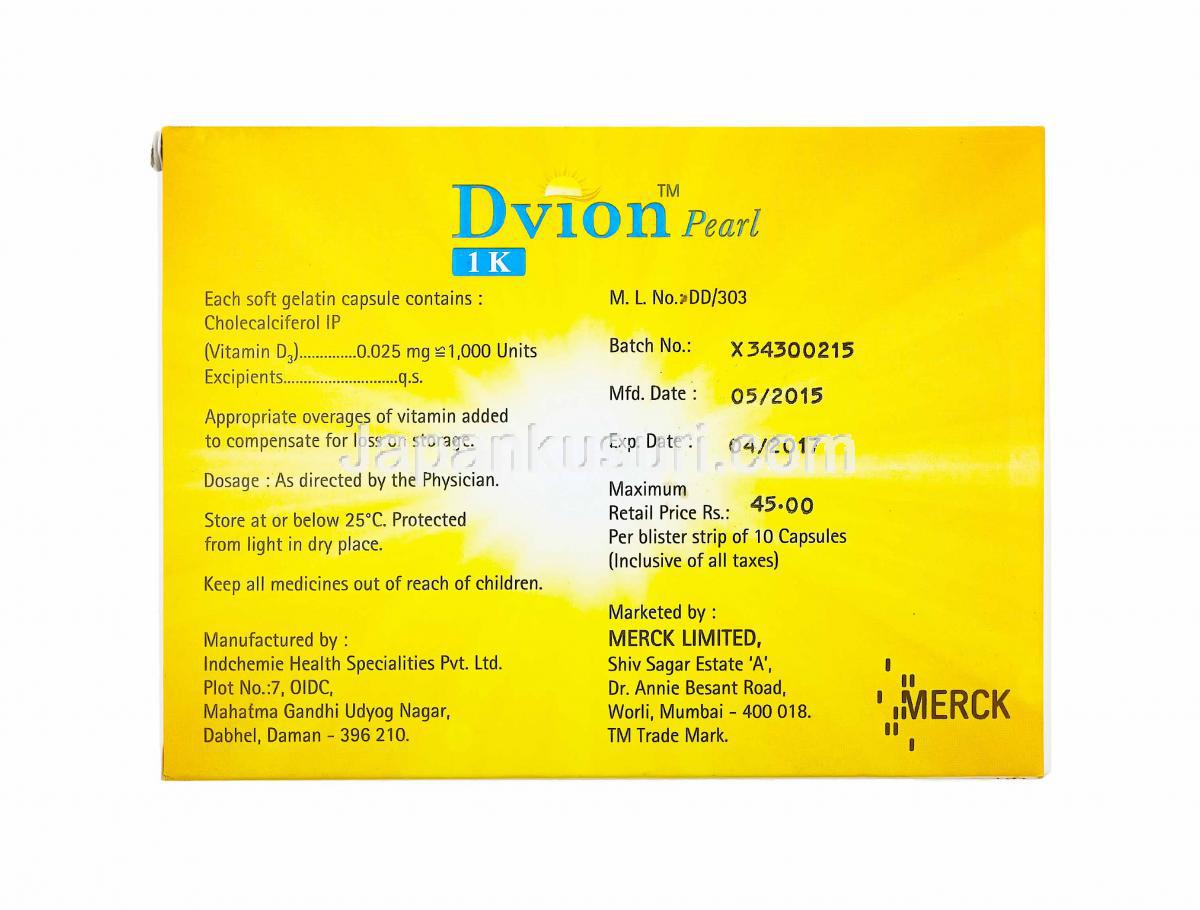 Dvion™ Pearl
1 K
Each soft gelatin capsule contains :
Cholecalciferol IP
(Vitamin D3)..............0.025 mg ≌1,000 Units
Excipients............................q.s.
Appropriate overages of vitamin added
to compensate for loss on storage.
Dosage : As directed by the Physician.
Store at or below 25°C. Protected
from light in dry place.
Keep all medicines out of reach of children.
Manufactured by :
Indchemie Health Specialities Pvt. Ltd.
Plot No.:7, OIDC,
Mahatma Gandhi Udyog Nagar,
Dabhel, Daman - 396 210.
M. L. No.: DD/303
Batch No.: X34300215
Mfd. Date : 05/2015
Exp. Date : 04/2017
Maximum
Retail Price Rs.: 45.00
Per blister strip of 10 Capsules
(Inclusive of all taxes)
Marketed by :
MERCK LIMITED,
Shiv Sagar Estate 'A',
Dr. Annie Besant Road,
Worli, Mumbai - 400 018.
TM Trade Mark.
MERCK
Japankusuri.com